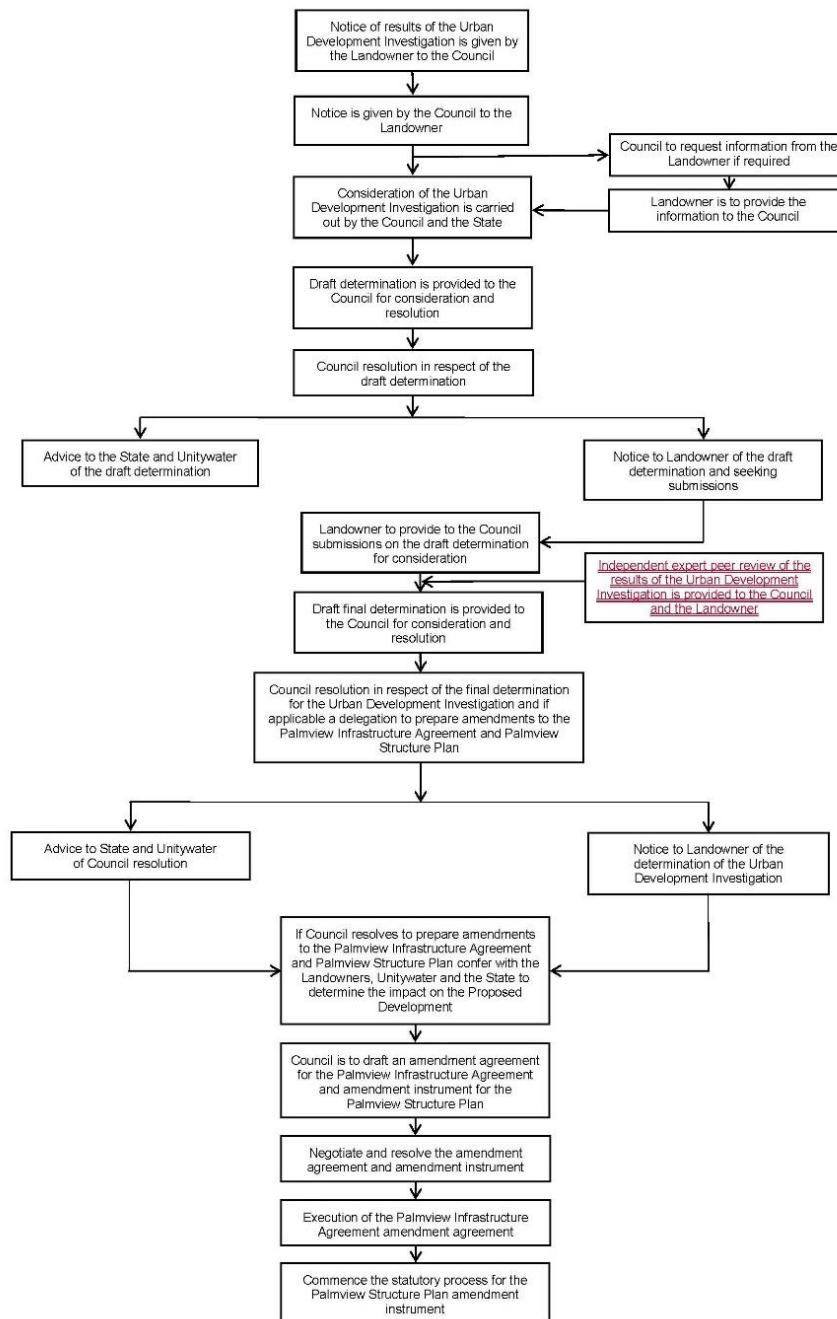 Notice of results of the Urban
Development Investigation is given by
the Landowner to the Council
Notice is given by the Council to the
Landowner
Council to request information from the
Landowner if required
Consideration of the Urban
Development Investigation is carried
out by the Council and the State
Landowner is to provide the
information to the Council
Draft determination is provided to the
Council for consideration and
resolution
Council resolution in respect of the
draft determination
Advice to the State and Unitywater
of the draft determination
Notice to Landowner of the draft
determination and seeking
submissions
Landowner to provide to the Council
submissions on the draft determination
for consideration
Independent expert peer review of the
results of the Urban Development
Investigation is provided to the Council
and the Landowner
Draft final determination is provided to
the Council for consideration and
resolution
Council resolution in respect of the final determination
for the Urban Development Investigation and if
applicable a delegation to prepare amendments to the
Palmview Infrastructure Agreement and Palmview
Structure Plan
Advice to State and Unitywater
of Council resolution
Notice to Landowner of the
determination of the Urban
Development Investigation
If Council resolves to prepare amendments
to the Palmview Infrastructure Agreement
and Palmview Structure Plan confer with the
Landowners, Unitywater and the State to
determine the impact on the Proposed
Development
Council is to draft an amendment agreement
for the Palmview Infrastructure Agreement
and amendment instrument for the
Palmview Structure Plan
Negotiate and resolve the amendment
agreement and amendment instrument
Execution of the Palmview Infrastructure
Agreement amendment agreement
Commence the statutory process for the
Palmview Structure Plan amendment
instrument